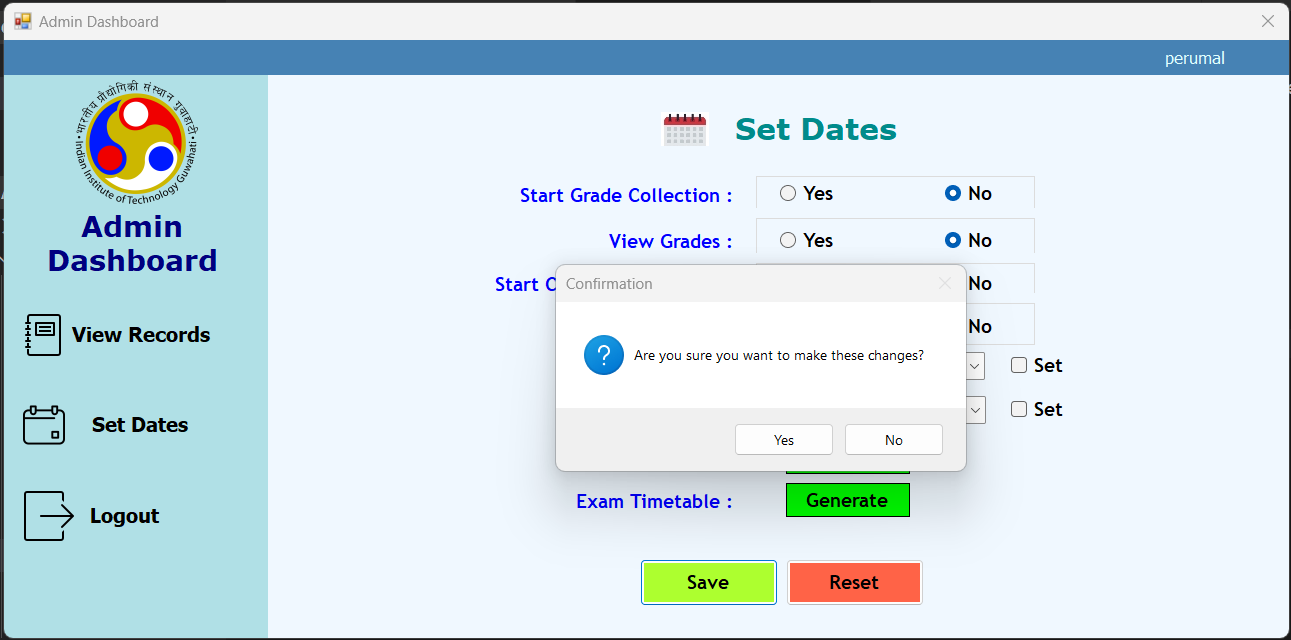 Admin Dashboard
perumal
भारतीय प्रौद्योगिकी संस्थान गुवाहाटी
Indian Institute of Technology Guwahati
Admin
Dashboard
View Records
Set Dates
Logout
Set Dates
Start Grade Collection :
Yes
No
View Grades :
Yes
No
Start
No
No
Set
Set
Confirmation
Are you sure you want to make these changes?
Yes
No
Exam Timetable :
Generate
Save
Reset